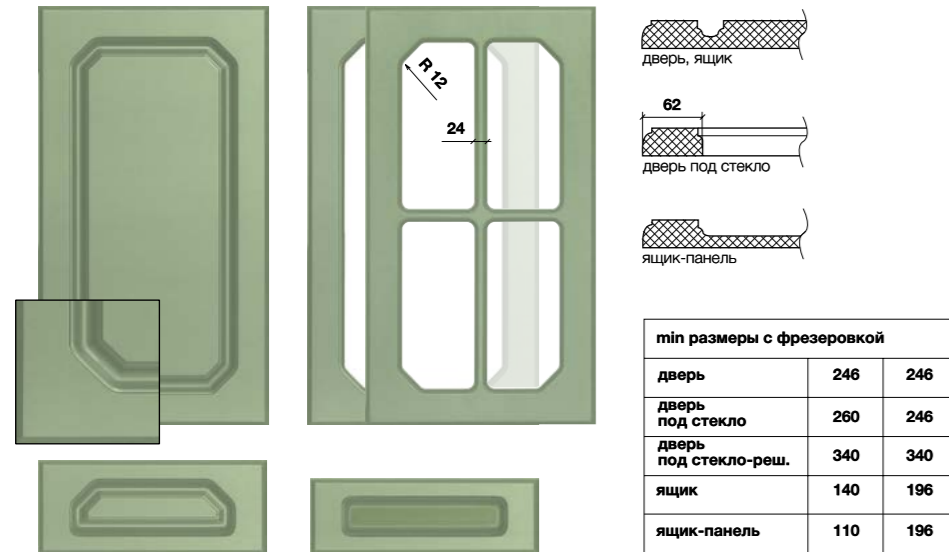 R 12
24
дверь, ящик
62
дверь под стекло
ящик-панель
min размеры с фрезеровкой
дверь 246 246
дверь
под стекло 260 246
дверь
под стекло-реш. 340 340
ящик 140 196
ящик-панель 110 196